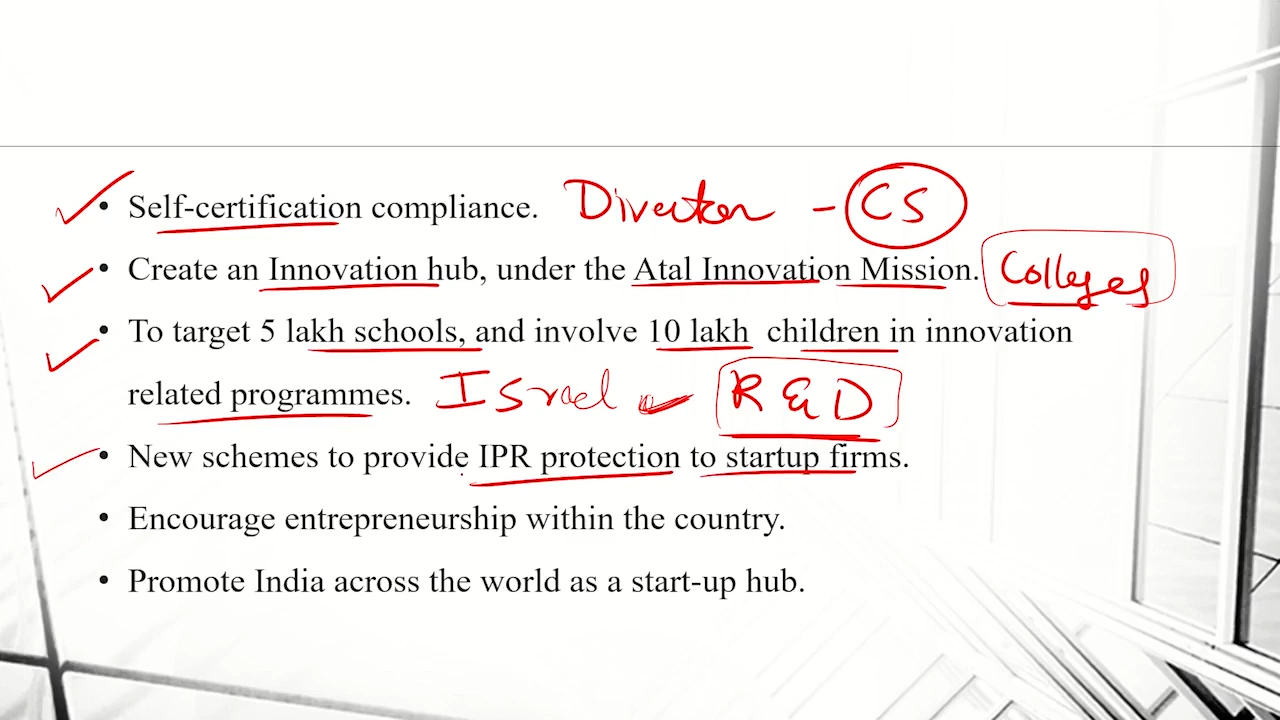 • Self-certification compliance. Director - CS
• Create an Innovation hub, under the Atal Innovation Mission. Colleges
• To target 5 lakh schools, and involve 10 lakh children in innovation
related programmes. Israel R & D
• New schemes to provide IPR protection to startup firms.
• Encourage entrepreneurship within the country.
• Promote India across the world as a start-up hub.